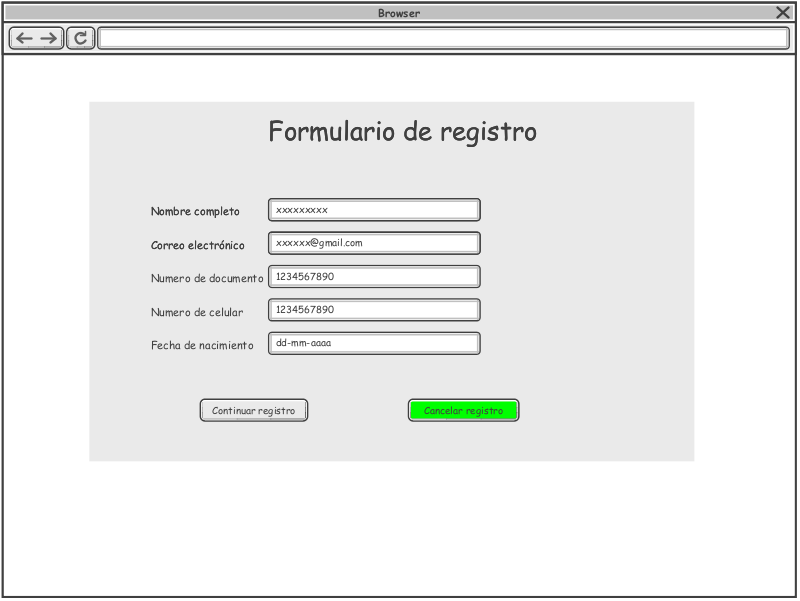 Browser
Formulario de registro
Nombre completo xxxxxxxxx
Correo electrónico xxxxxx@gmail.com
Numero de documento 1234567890
Numero de celular 1234567890
Fecha de nacimiento dd-mm-aaaa
Continuar registro Cancelar registro